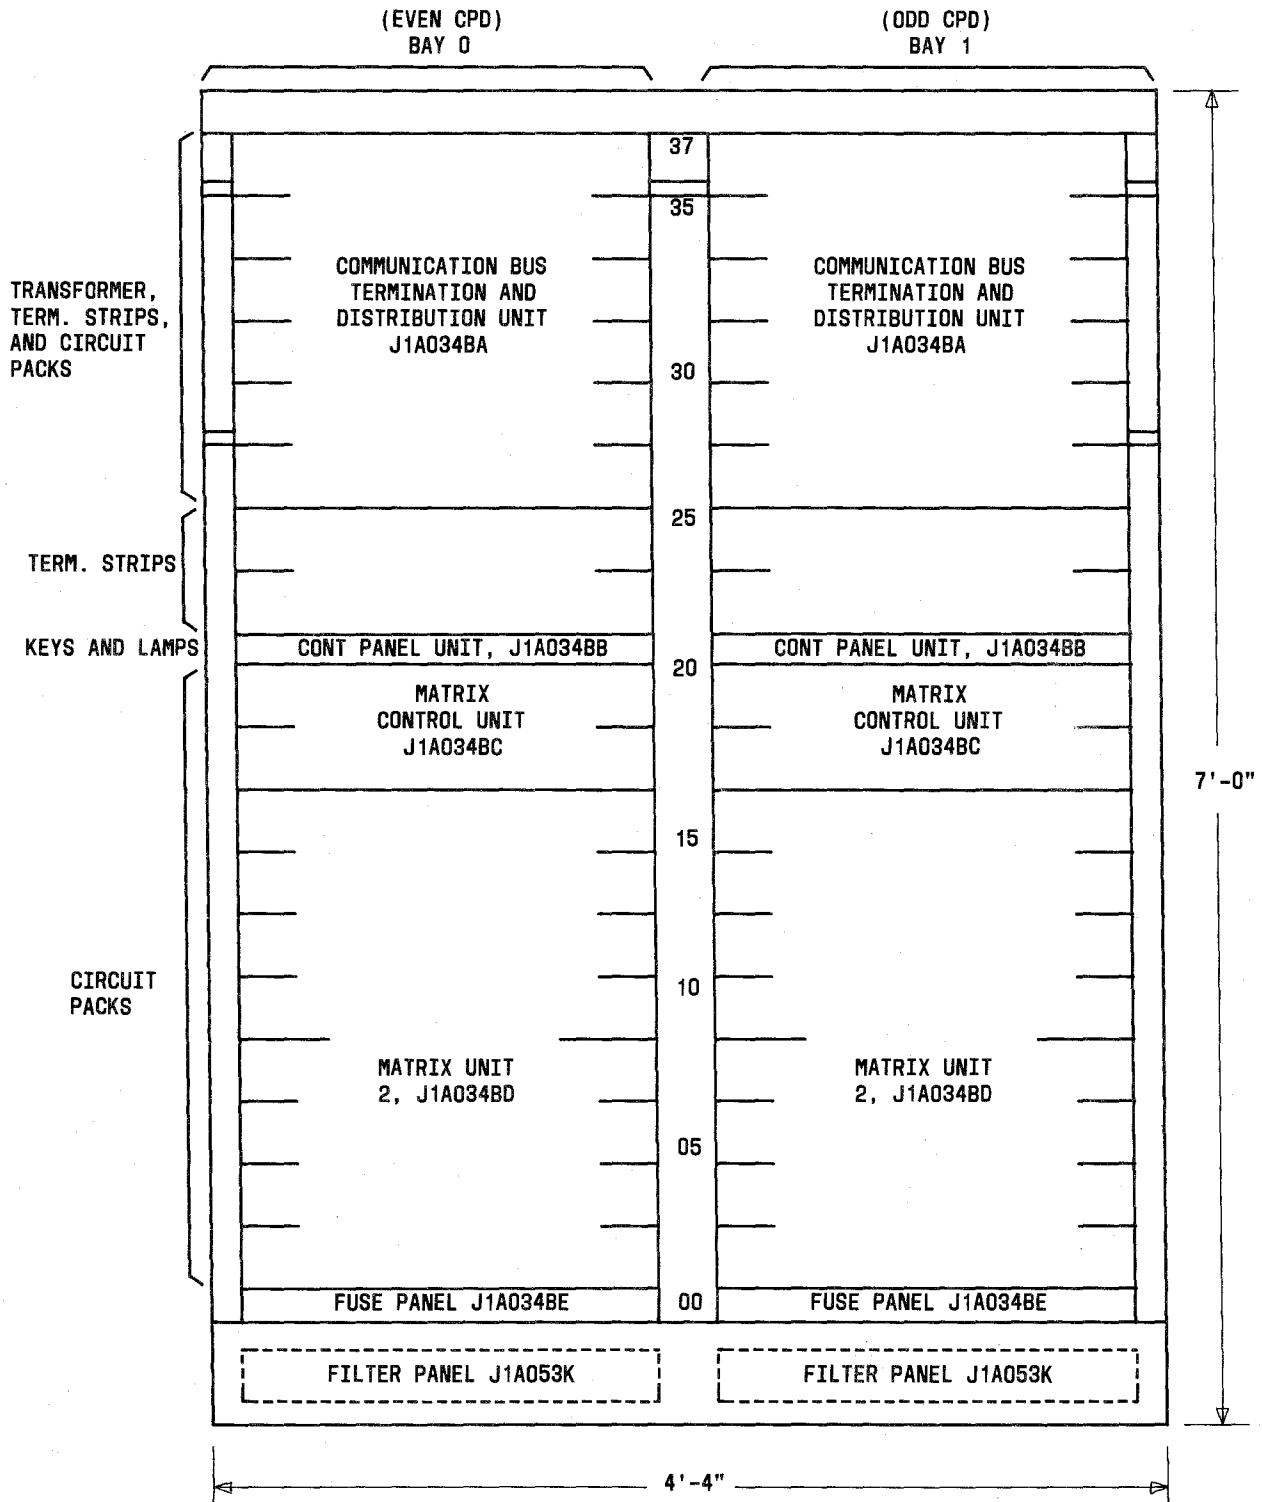 (EVEN CPD)
BAY 0
(ODD CPD)
BAY 1
37
35
COMMUNICATION BUS
TERMINATION AND
DISTRIBUTION UNIT
J1A034BA
COMMUNICATION BUS
TERMINATION AND
DISTRIBUTION UNIT
J1A034BA
TRANSFORMER,
TERM. STRIPS,
AND CIRCUIT
PACKS
30
25
TERM. STRIPS
KEYS AND LAMPS
CONT PANEL UNIT, J1A034BB
CONT PANEL UNIT, J1A034BB
20
MATRIX
CONTROL UNIT
J1A034BC
MATRIX
CONTROL UNIT
J1A034BC
7'-0"
15
CIRCUIT
PACKS
10
MATRIX UNIT
2, J1A034BD
MATRIX UNIT
2, J1A034BD
05
FUSE PANEL J1A034BE
00
FUSE PANEL J1A034BE
FILTER PANEL J1A053K
FILTER PANEL J1A053K
4'-4"